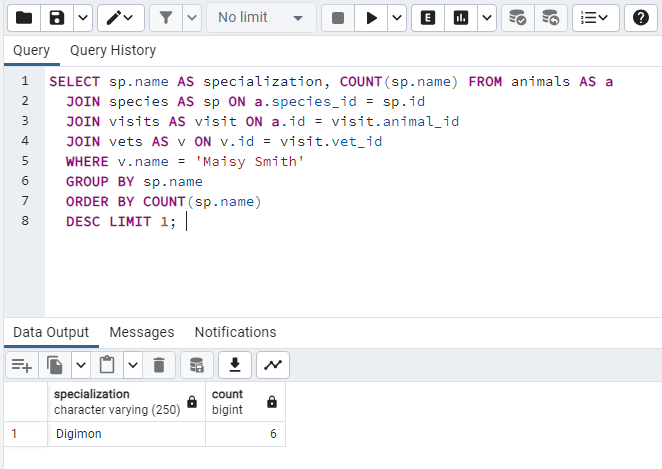 No limit
E
Query Query History
1 SELECT sp.name AS specialization, COUNT(sp.name) FROM animals AS a
2 JOIN species AS sp ON a.species_id = sp.id
3 JOIN visits AS visit ON a.id = visit.animal_id
4 JOIN vets AS v ON v.id = visit.vet_id
5 WHERE v.name = 'Maisy Smith'
6 GROUP BY sp.name
7 ORDER BY COUNT(sp.name)
8 DESC LIMIT 1;
Data Output Messages Notifications
specialization count
character varying (250) bigint
1 Digimon 6